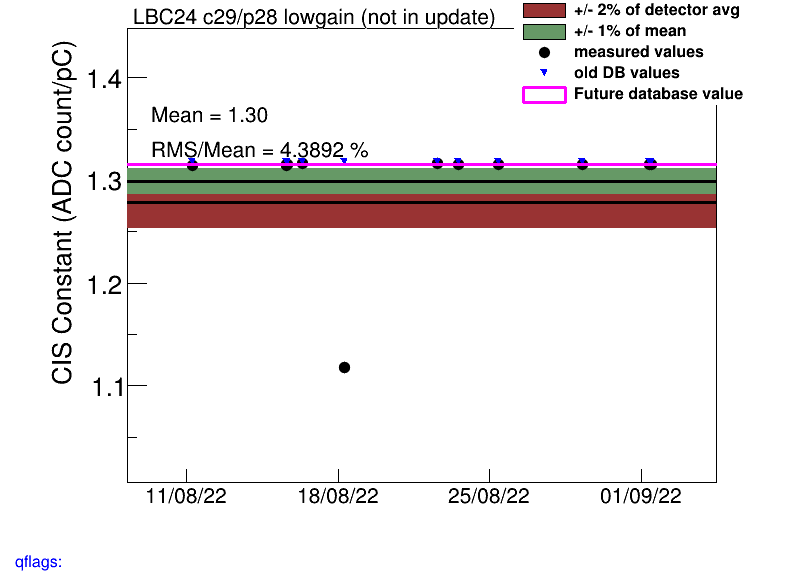 LBC24 c29/p28 lowgain (not in update)
+/- 2% of detector avg
+/- 1% of mean
measured values
old DB values
Future database value
CIS Constant (ADC count/pC)
Mean = 1.30
RMS/Mean = 4.3892 %
1.4
1.3
1.2
1.1
11/08/22
18/08/22
25/08/22
01/09/22
qflags: